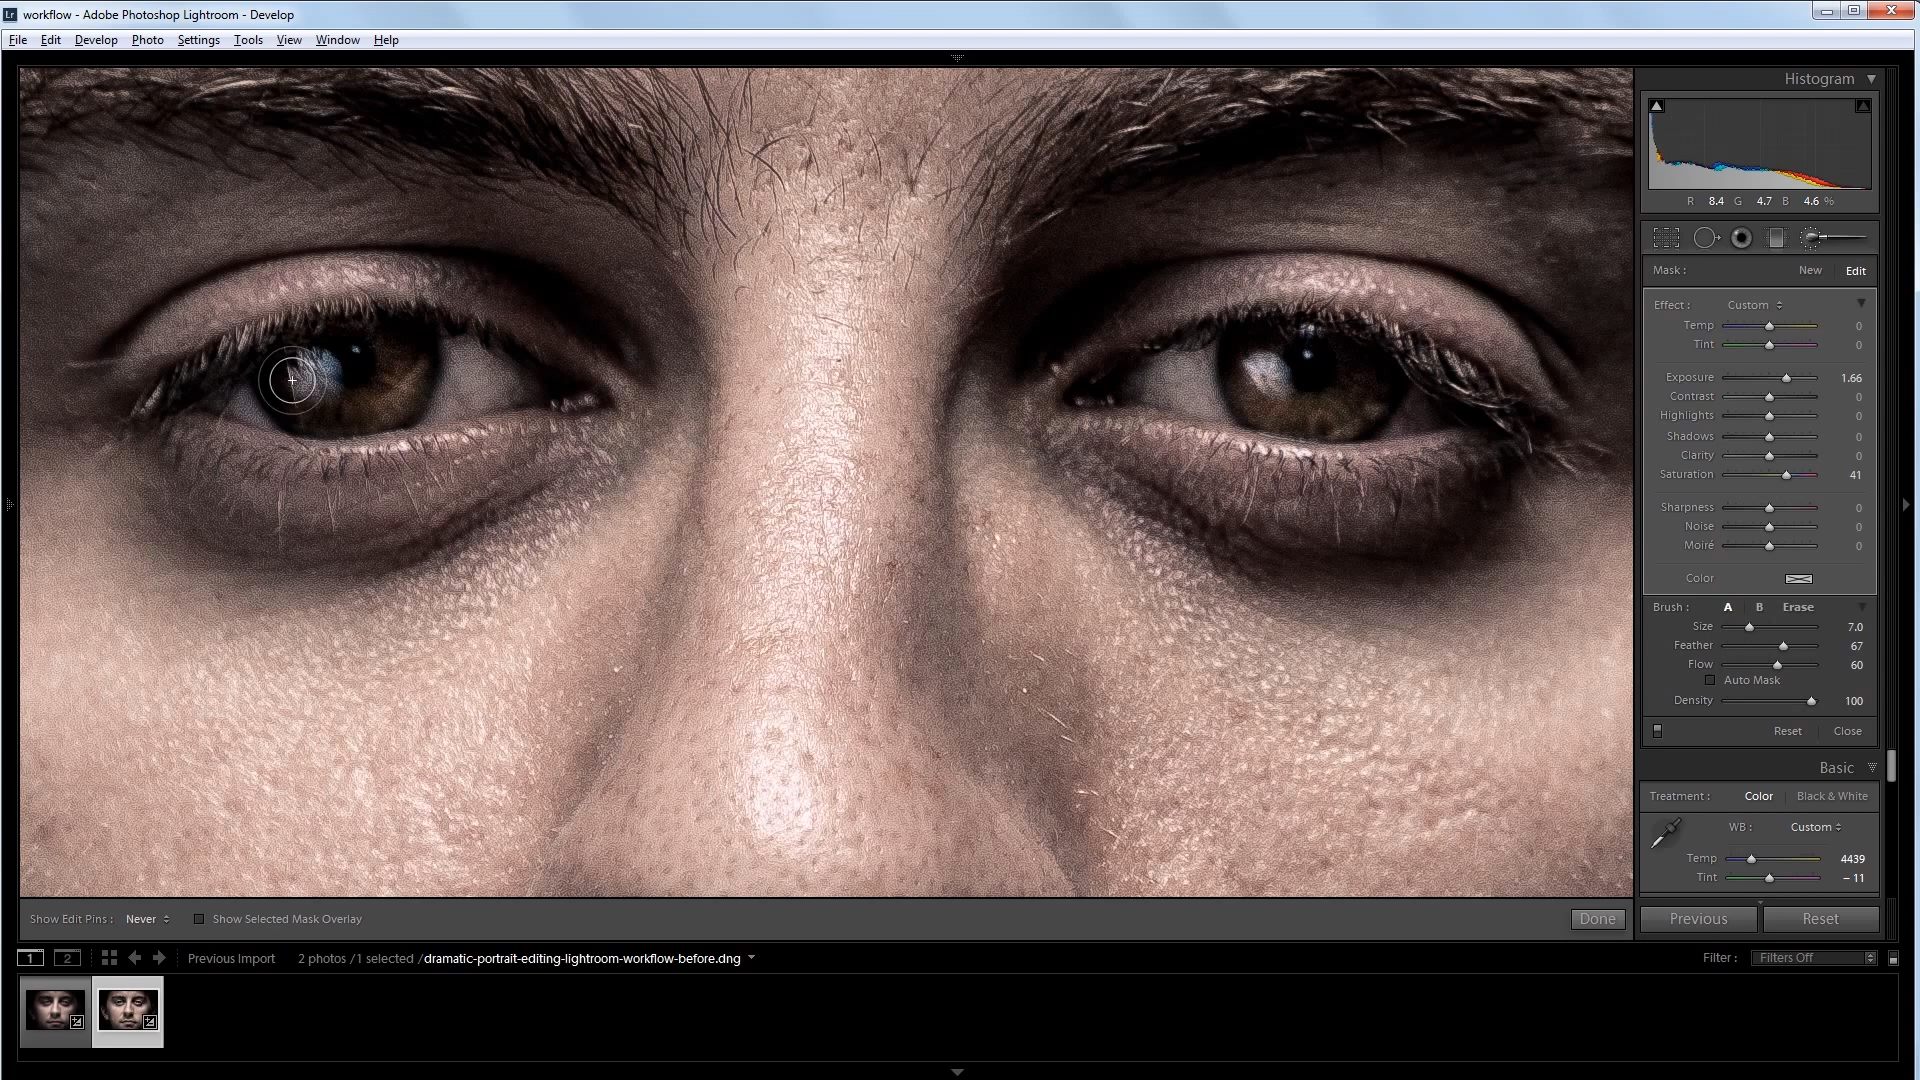 Lr workflow - Adobe Photoshop Lightroom - Develop
File Edit Develop Photo Settings Tools View Window Help
Histogram
R 8.4 G 4.7 B 4.6 %
Mask : New Edit
Effect : Custom
Temp 0
Tint 0
Exposure 1.66
Contrast 0
Highlights 0
Shadows 0
Clarity 0
Saturation 41
Sharpness 0
Noise 0
Moiré 0
Color
Brush : A B Erase
Size 7.0
Feather 67
Flow 60
Auto Mask
Density 100
Reset Close
Basic
Treatment : Color Black & White
WB : Custom
Temp 4439
Tint – 11
Show Edit Pins : Never Show Selected Mask Overlay Done
Previous Reset
1 2 Previous Import 2 photos /1 selected /dramatic-portrait-editing-lightroom-workflow-before.dng Filter : Filters Off